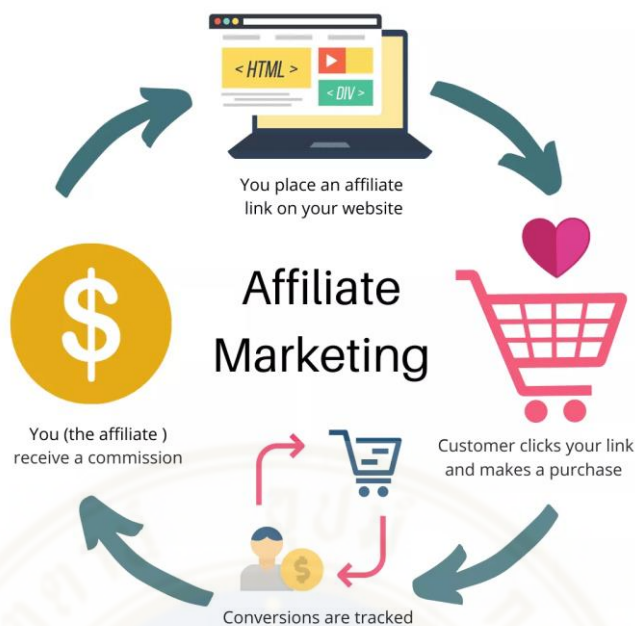 < HTML >
< DIV >
You place an affiliate
link on your website
Affiliate
Marketing
$
You (the affiliate )
receive a commission
Customer clicks your link
and makes a purchase
$
Conversions are tracked